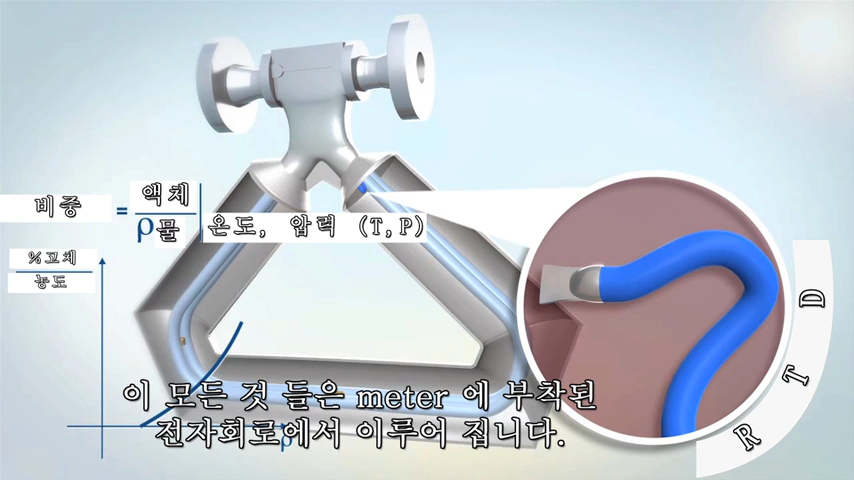 비중 = 액체
ρ물
온도, 압력 (T,P)
%고체
농도
ρ
R T D
이 모든 것 들은 meter 에 부착된
전자회로에서 이루어 집니다.